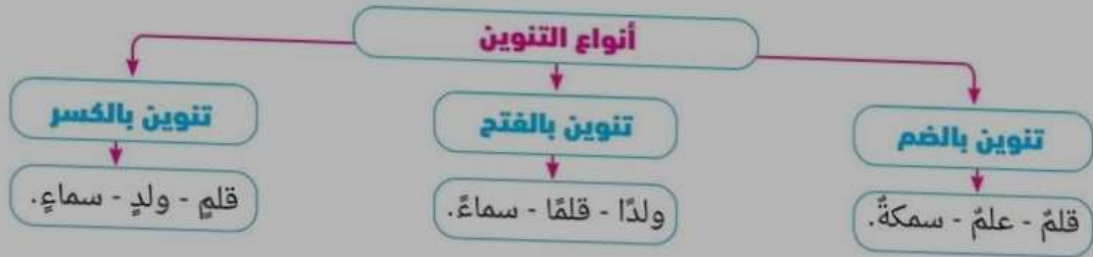 أنواع التنوين
تنوين بالضم
تنوين بالفتح
تنوين بالكسر
قلمٌ - علمٌ - سمكةٌ.
ولدًا - قلمًا - سماءً.
قلمٍ - ولدٍ - سماءٍ.